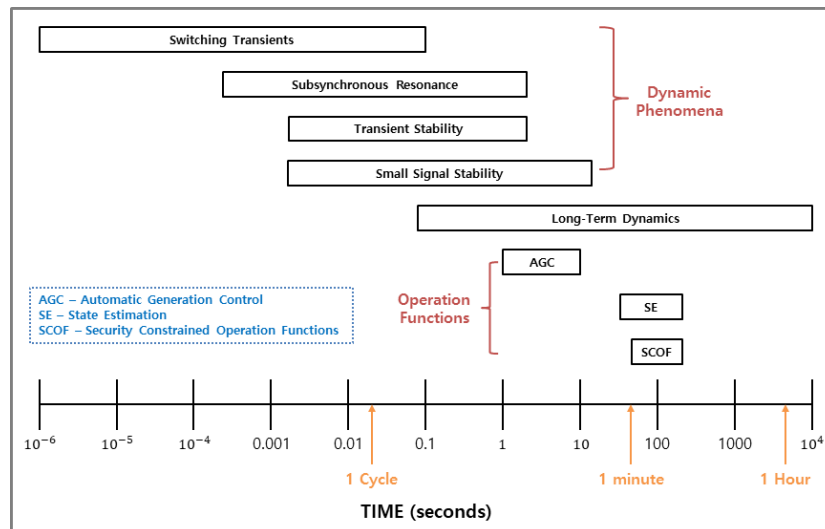 Switching Transients
Subsynchronous Resonance
Dynamic
Phenomena
Transient Stability
Small Signal Stability
Long-Term Dynamics
AGC
AGC – Automatic Generation Control
SE – State Estimation
SCOF – Security Constrained Operation Functions
Operation
Functions
SE
SCOF
10⁻⁶ 10⁻⁵ 10⁻⁴ 0.001 0.01 0.1 1 10 100 1000 10⁴
1 Cycle 1 minute 1 Hour
TIME (seconds)